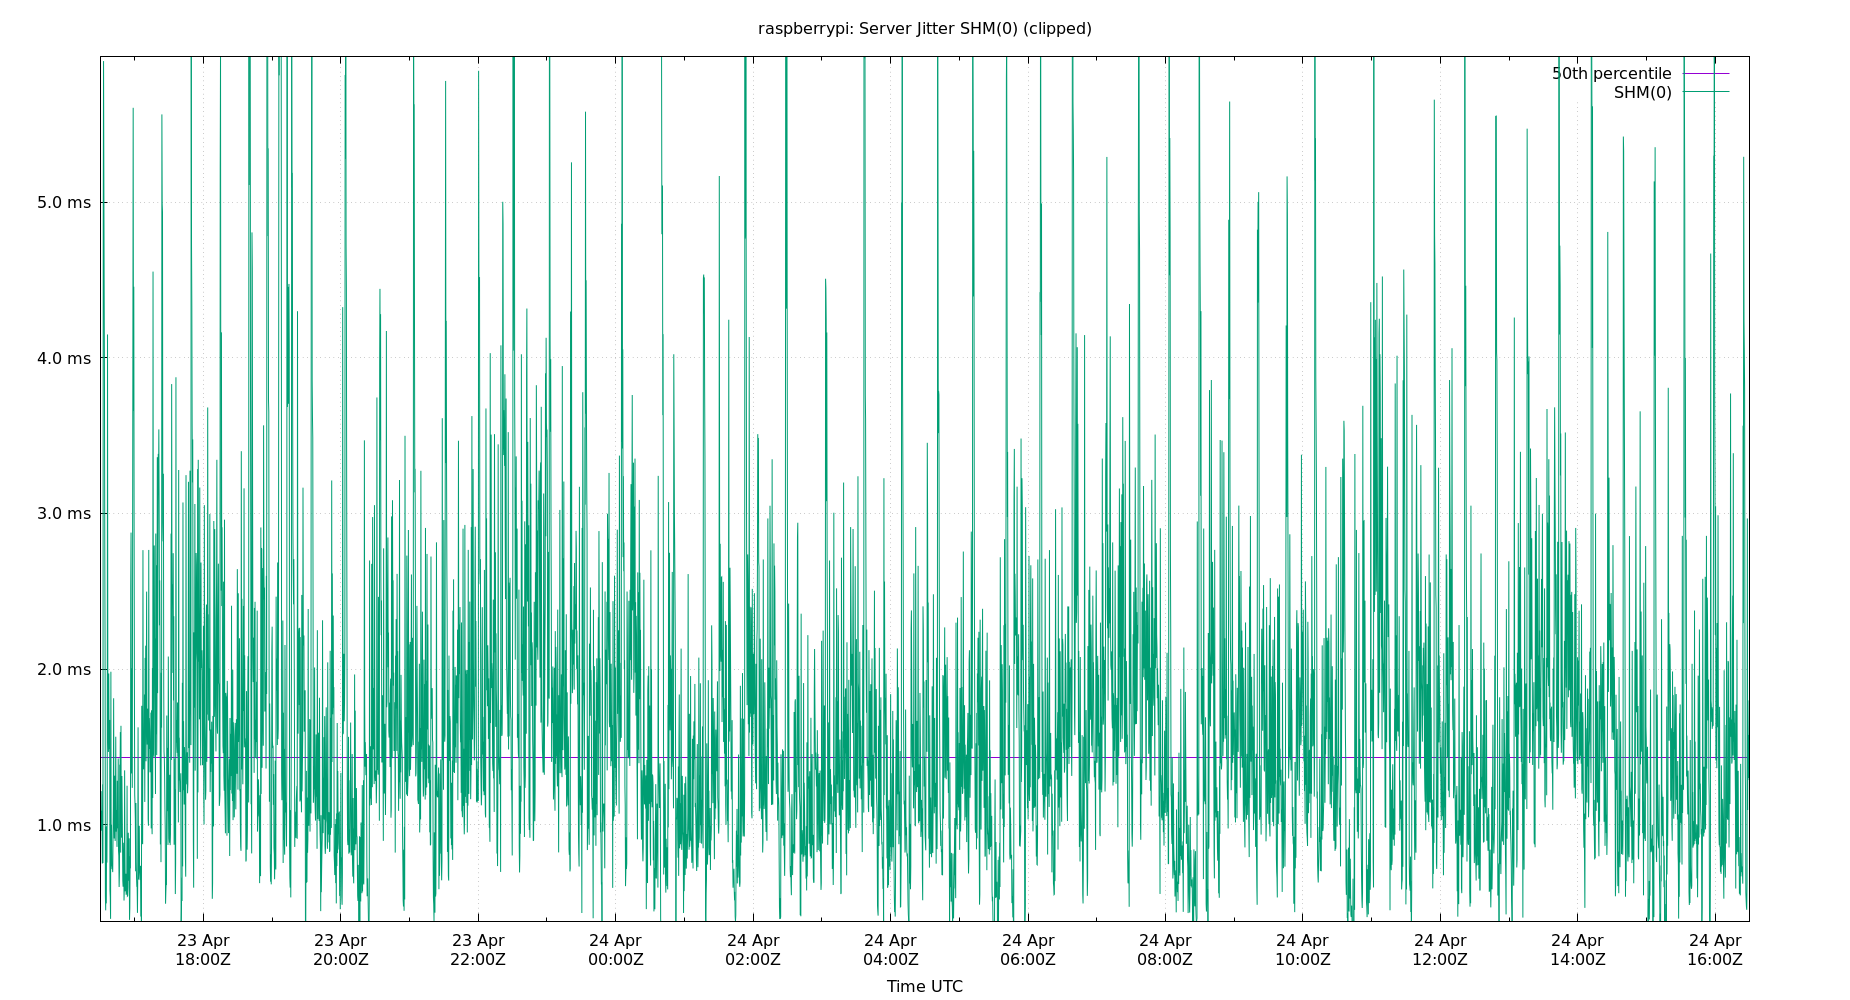 raspberrypi: Server Jitter SHM(0) (clipped)
50th percentile
SHM(0)
5.0 ms
4.0 ms
3.0 ms
2.0 ms
1.0 ms
23 Apr 23 Apr 23 Apr 24 Apr 24 Apr 24 Apr 24 Apr 24 Apr 24 Apr 24 Apr 24 Apr 24 Apr
18:00Z 20:00Z 22:00Z 00:00Z 02:00Z 04:00Z 06:00Z 08:00Z 10:00Z 12:00Z 14:00Z 16:00Z
Time UTC